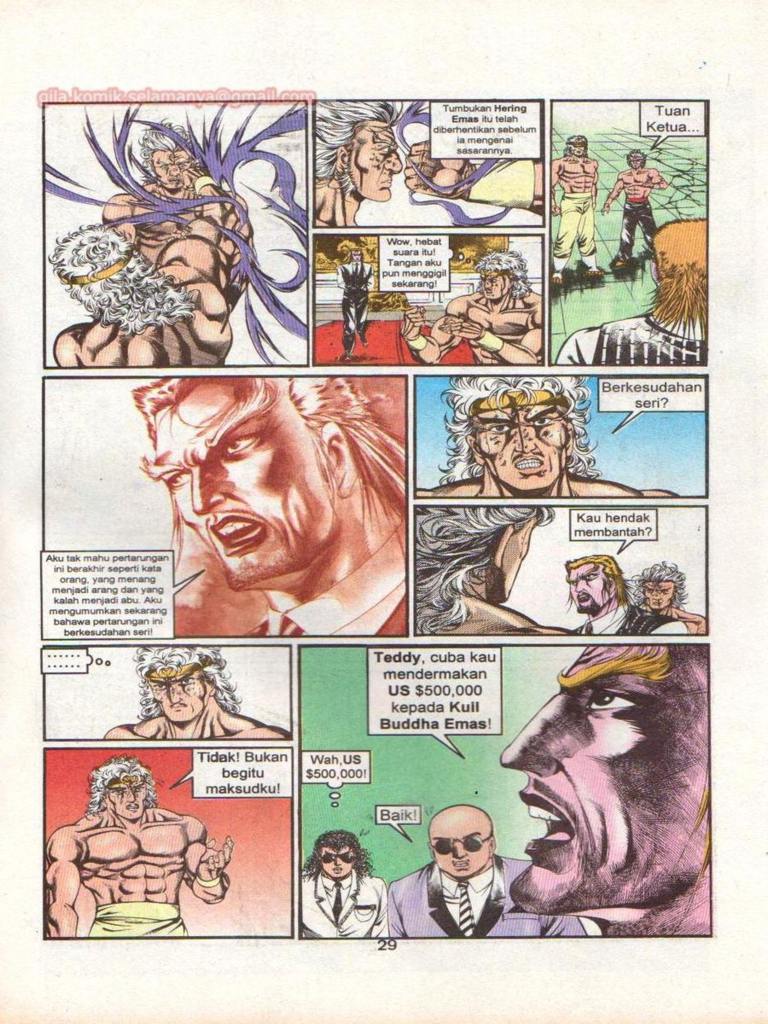 gila.komik.selamanya@gmail.com
Tumbukan Hering
Emas itu telah
diberhentikan sebelum
ia mengenai
sasarannya.
Tuan
Ketua...
Wow, hebat
suara itu!
Tangan aku
pun menggigil
sekarang!
Aku tak mahu pertarungan
ini berakhir seperti kata
orang, yang menang
menjadi arang dan yang
kalah menjadi abu. Aku
mengumumkan sekarang
bahawa pertarungan ini
berkesudahan seri!
Berkesudahan
seri?
Kau hendak
membantah?
.......
.......
Tidak! Bukan
begitu
maksudku!
Teddy, cuba kau
mendermakan
US $500,000
kepada Kuil
Buddha Emas!
Wah,US
$500,000!
Baik!
29